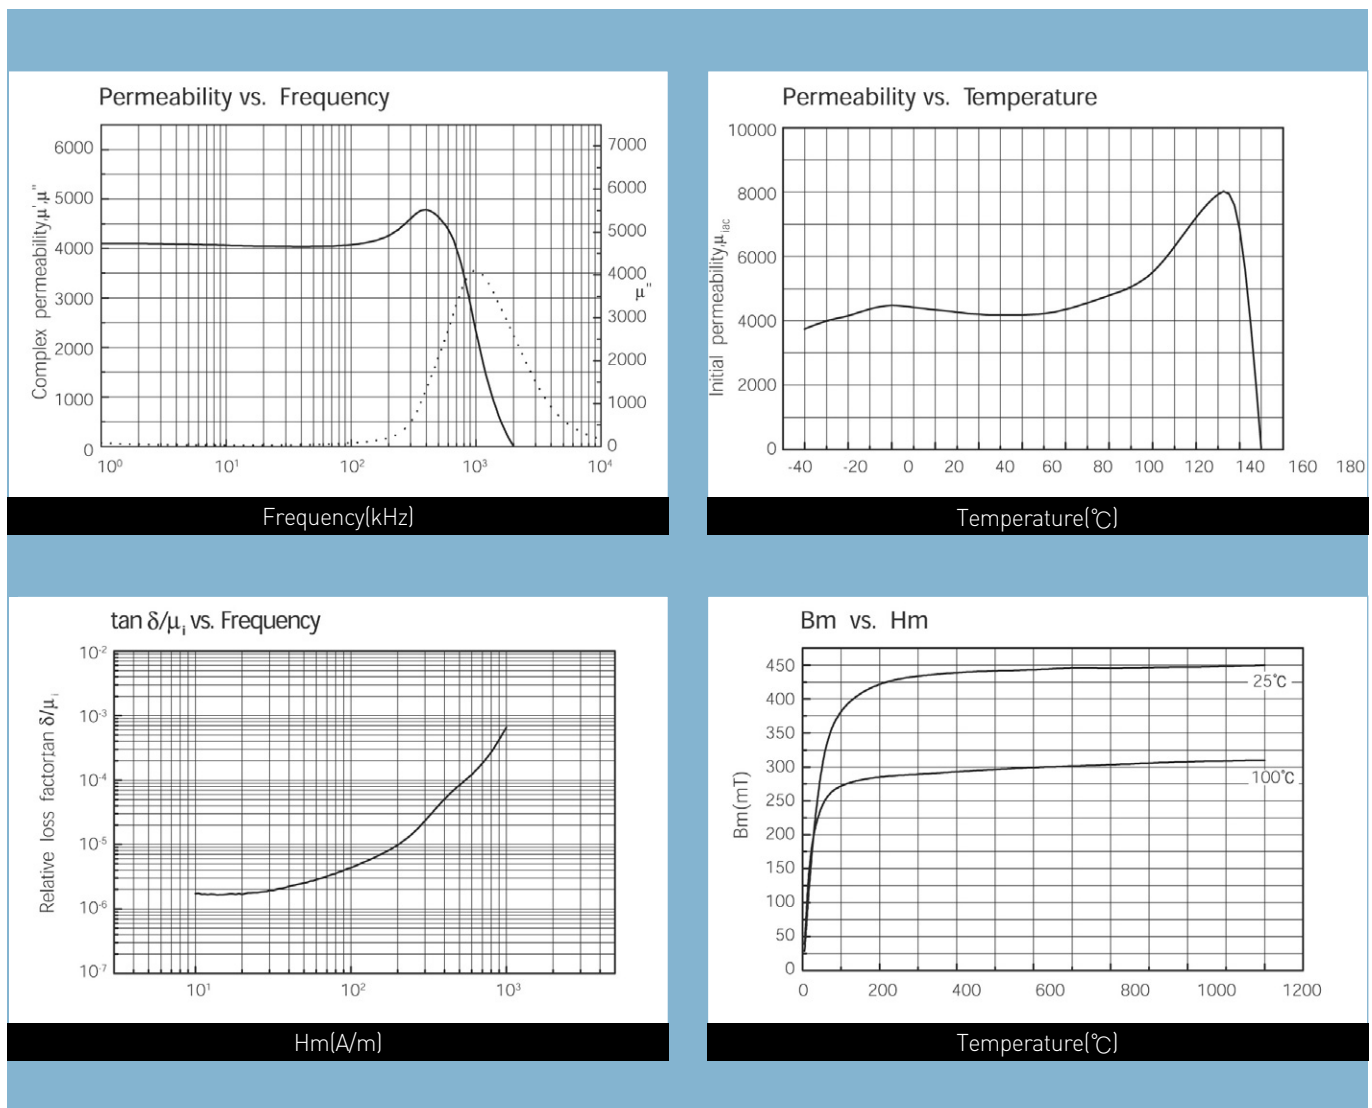 Permeability vs. Frequency
Complex permeability,μ',μ"
6000
5000
4000
3000
2000
1000
0
7000
6000
5000
4000
μ"
3000
2000
1000
0
10⁰ 10¹ 10² 10³ 10⁴
Frequency(kHz)
Permeability vs. Temperature
Initial permeability,μiac
10000
8000
6000
4000
2000
0
-40 -20 0 20 40 60 80 100 120 140 160 180
Temperature(℃)
tan δ/μi vs. Frequency
Relative loss factortan δ/μi
10-2
10-3
10-4
10-5
10-6
10-7
10¹ 10² 10³
Hm(A/m)
Bm vs. Hm
Bm(mT)
450
400
350
300
250
200
150
100
50
0
25℃
100℃
0 200 400 600 800 1000 1200
Temperature(℃)